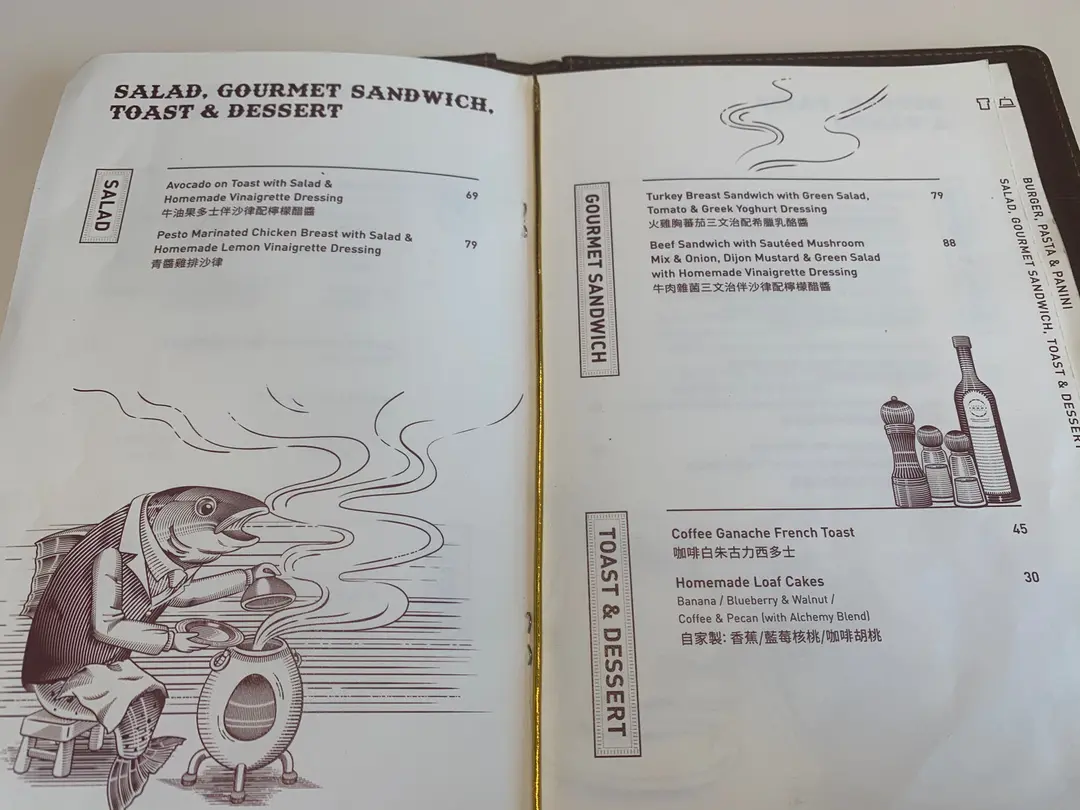 SALAD, GOURMET SANDWICH,
TOAST & DESSERT
SALAD
Avocado on Toast with Salad &
Homemade Vinaigrette Dressing
69
牛油果多士伴沙律配檸檬醋醬
Pesto Marinated Chicken Breast with Salad &
Homemade Lemon Vinaigrette Dressing
79
青醬雞排沙律
GOURMET SANDWICH
Turkey Breast Sandwich with Green Salad,
79
Tomato & Greek Yoghurt Dressing
火雞胸蕃茄三文治配希臘乳酪醬
Beef Sandwich with Sautéed Mushroom
88
Mix & Onion, Dijon Mustard & Green Salad
with Homemade Vinaigrette Dressing
牛肉雜菌三文治伴沙律配檸檬醋醬
TOAST & DESSERT
Coffee Ganache French Toast
45
咖啡白朱古力西多士
Homemade Loaf Cakes
30
Banana / Blueberry & Walnut /
Coffee & Pecan (with Alchemy Blend)
自家製: 香蕉/藍莓核桃/咖啡胡桃
BURGER, PASTA & PANINI
SALAD, GOURMET SANDWICH, TOAST & DESSERT